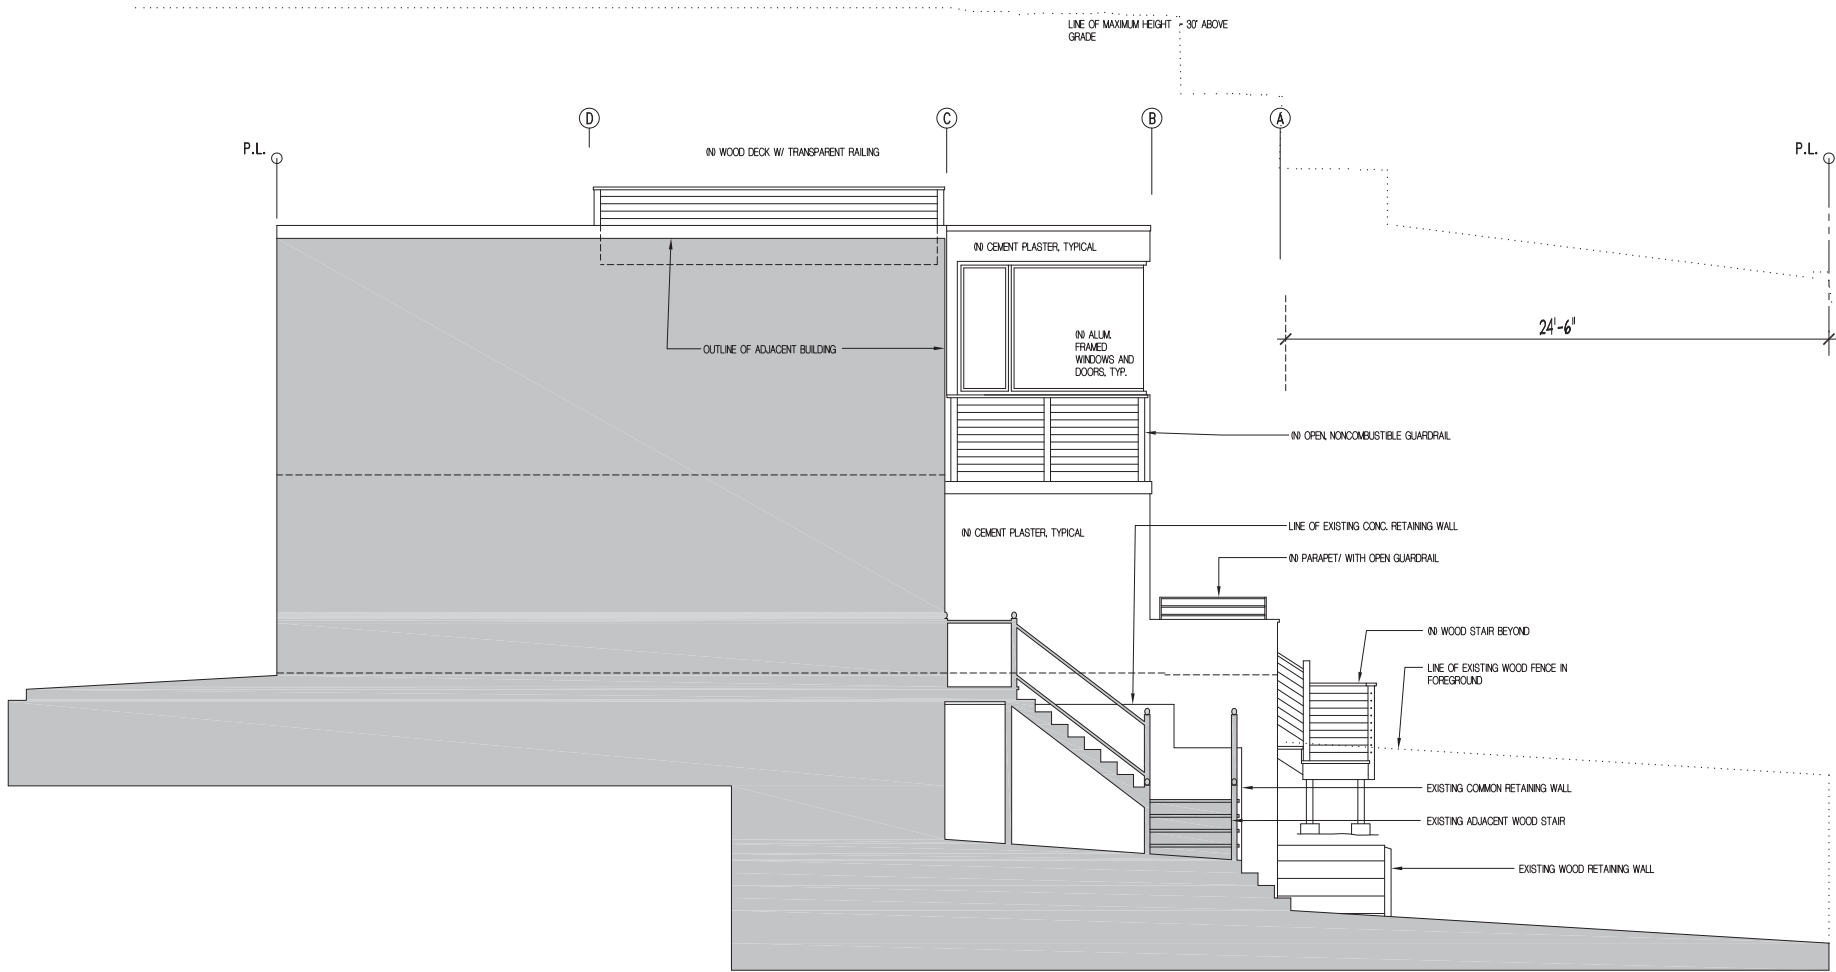 LINE OF MAXIMUM HEIGHT - 30' ABOVE
GRADE
D
C
B
A
P.L.
P.L.
(N) WOOD DECK W/ TRANSPARENT RAILING
(N) CEMENT PLASTER, TYPICAL
24'-6"
(N) ALUM.
FRAMED
WINDOWS AND
DOORS, TYP.
OUTLINE OF ADJACENT BUILDING
(N) OPEN, NONCOMBUSTIBLE GUARDRAIL
LINE OF EXISTING CONC. RETAINING WALL
(N) CEMENT PLASTER, TYPICAL
(N) PARAPET/ WITH OPEN GUARDRAIL
(N) WOOD STAIR BEYOND
LINE OF EXISTING WOOD FENCE IN
FOREGROUND
EXISTING COMMON RETAINING WALL
EXISTING ADJACENT WOOD STAIR
EXISTING WOOD RETAINING WALL